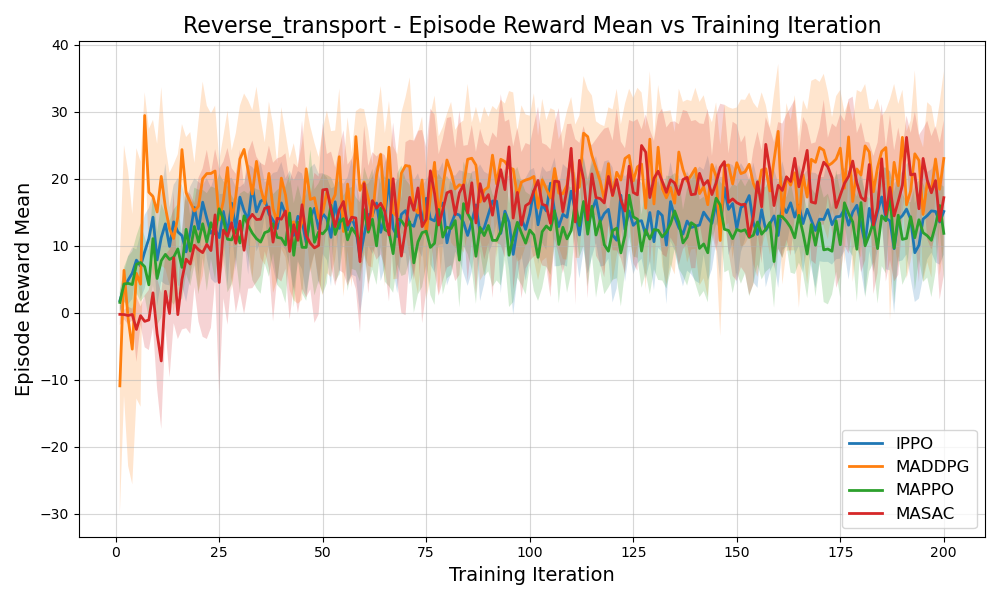 Reverse_transport - Episode Reward Mean vs Training Iteration
Episode Reward Mean
40
30
20
10
0
−10
−20
−30
0 25 50 75 100 125 150 175 200
Training Iteration
IPPO
MADDPG
MAPPO
MASAC